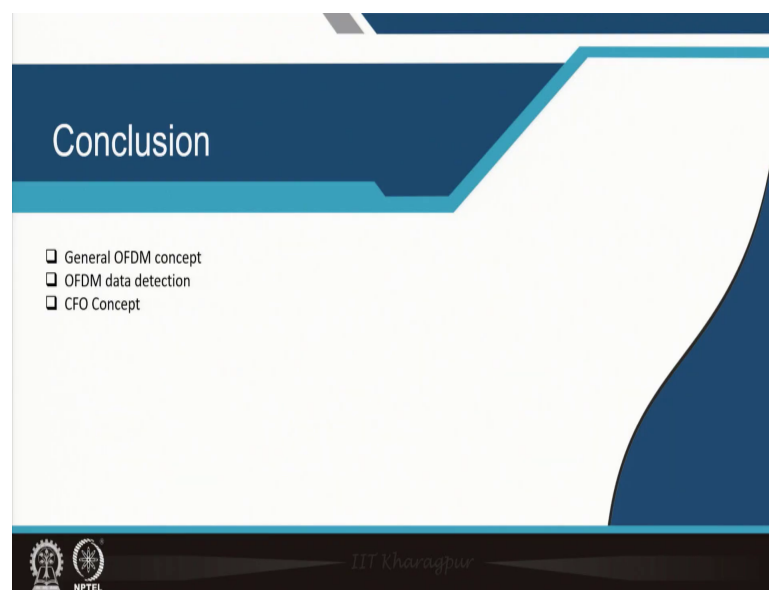 Conclusion
General OFDM concept
OFDM data detection
CFO Concept
IIT Kharagpur
NPTEL